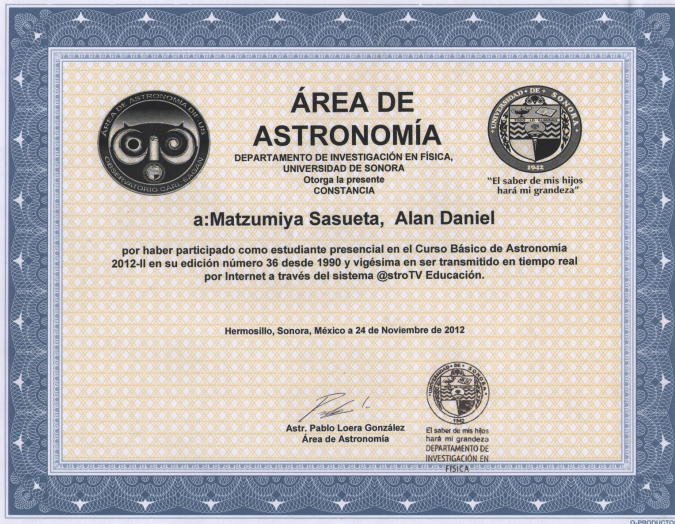 ÁREA DE ASTRONOMÍA DIFUS
OBSERVATORIO CARL SAGAN
ÁREA DE
ASTRONOMÍA
DEPARTAMENTO DE INVESTIGACIÓN EN FÍSICA,
UNIVERSIDAD DE SONORA
Otorga la presente
CONSTANCIA
UNIVERSIDAD DE SONORA
TODO LO ILUMINAN
1942
"El saber de mis hijos
hará mi grandeza"
a:Matzumiya Sasueta, Alan Daniel
por haber participado como estudiante presencial en el Curso Básico de Astronomía
2012-II en su edición número 36 desde 1990 y vigésima en ser transmitido en tiempo real
por Internet a través del sistema @stroTV Educación.
Hermosillo, Sonora, México a 24 de Noviembre de 2012
Astr. Pablo Loera González
Área de Astronomía
UNIVERSIDAD DE SONORA
1942
El saber de mis hijos
hará mi grandeza
DEPARTAMENTO DE
INVESTIGACIÓN EN
FÍSICA